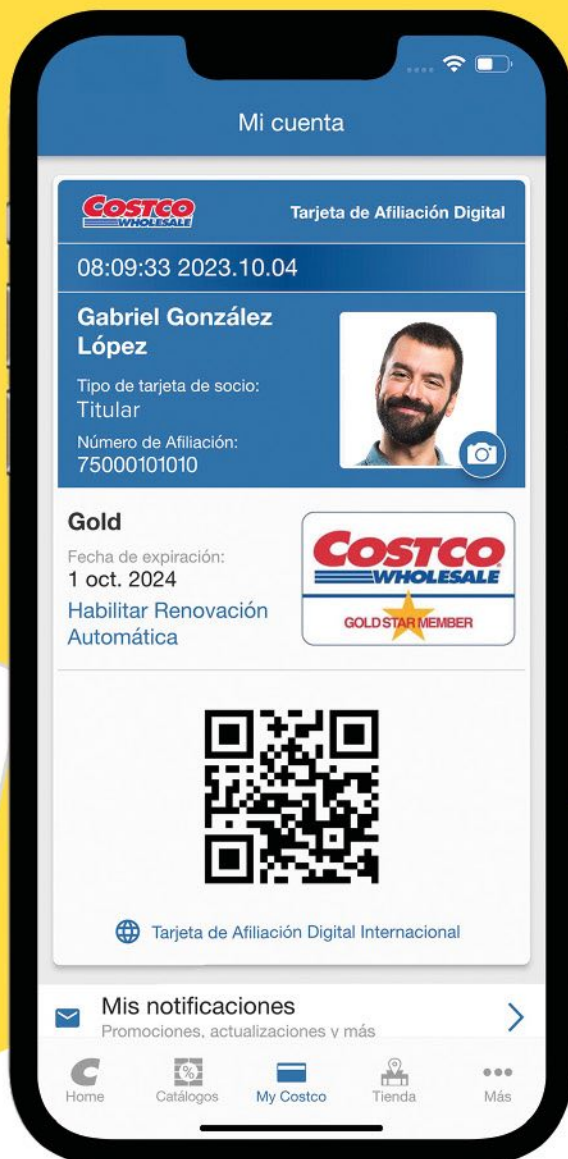 Mi cuenta
COSTCO
WHOLESALE
Tarjeta de Afiliación Digital
08:09:33 2023.10.04
Gabriel González
López
Tipo de tarjeta de socio:
Titular
Número de Afiliación:
75000101010
Gold
Fecha de expiración:
1 oct. 2024
Habilitar Renovación
Automática
COSTCO
WHOLESALE
GOLD STAR MEMBER
Tarjeta de Afiliación Digital Internacional
Mis notificaciones
Promociones, actualizaciones y más
Home
Catálogos
My Costco
Tienda
Más